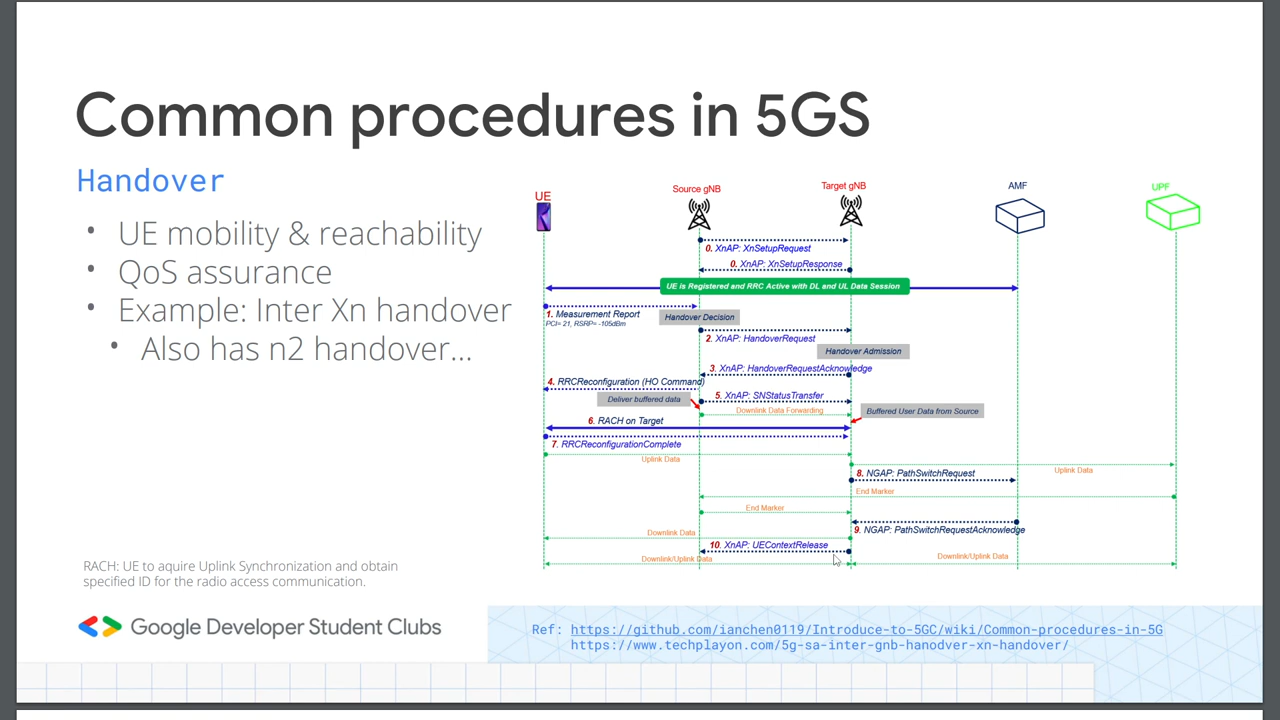 Common procedures in 5GS
Handover
• UE mobility & reachability
• QoS assurance
• Example: Inter Xn handover
• Also has n2 handover...
RACH: UE to aquire Uplink Synchronization and obtain
specified ID for the radio access communication.
UE
Source gNB
Target gNB
AMF
UPF
0. XnAP: XnSetupRequest
0. XnAP: XnSetupResponse
UE is Registered and RRC Active with DL and UL Data Session
1. Measurement Report
PCI= 21, RSRP= -105dBm
Handover Decision
2. XnAP: HandoverRequest
Handover Admission
3. XnAP: HandoverRequestAcknowledge
4. RRCReconfiguration (HO Command)
Deliver buffered data
5. XnAP: SNStatusTransfer
Downlink Data Forwarding
Buffered User Data from Source
6. RACH on Target
7. RRCReconfigurationComplete
Uplink Data
Uplink Data
8. NGAP: PathSwitchRequest
End Marker
End Marker
9. NGAP: PathSwitchRequestAcknowledge
Downlink Data
10. XnAP: UEContextRelease
Downlink/Uplink Data
Downlink/Uplink Data
Google Developer Student Clubs
Ref: https://github.com/ianchen0119/Introduce-to-5GC/wiki/Common-procedures-in-5G
https://www.techplayon.com/5g-sa-inter-gnb-hanodver-xn-handover/